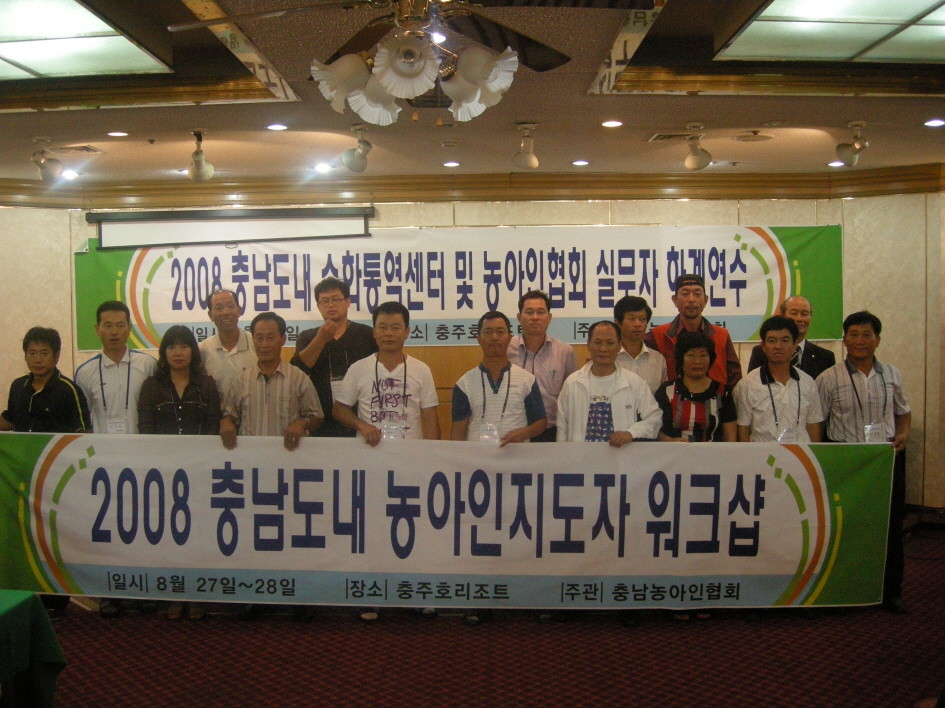 2008 충남도내 수화통역센터 및 농아인협회 실무자 하계연수
NOT
FIRST
2008 충남도내 농아인지도자 워크샵
|일시| 8월 27일~28일 |장소| 충주호리조트 |주관| 충남농아인협회